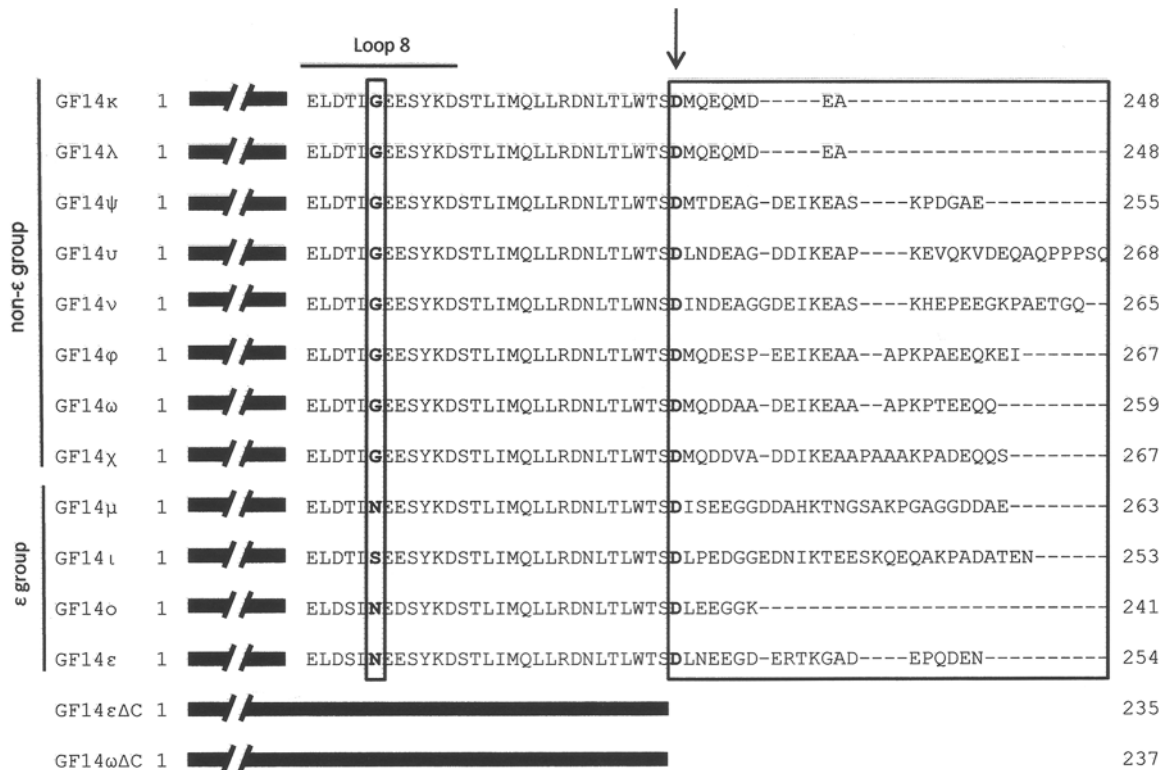 Loop 8
non-ε group
GF14κ 1 ELDTIGEESYKDSTLIMQLLRDNLTLWTSDMQEQMD-----EA-------------------- 248
GF14λ 1 ELDTIGEESYKDSTLIMQLLRDNLTLWTSDMQEQMD-----EA-------------------- 248
GF14ψ 1 ELDTIGEESYKDSTLIMQLLRDNLTLWTSDMTDEAG-DEIKEAS----KPDGAE--------- 255
GF14υ 1 ELDTIGEESYKDSTLIMQLLRDNLTLWTSDLNDEAG-DDIKEAP----KEVQKVDEQAQPPPSQ 268
GF14ν 1 ELDTIGEESYKDSTLIMQLLRDNLTLWNSDINDEAGGDEIKEAS----KHEPEEGKPAETGQ-- 265
GF14φ 1 ELDTIGEESYKDSTLIMQLLRDNLTLWTSDMQDESP-EEIKEAA--APKPAEEQKEI------- 267
GF14ω 1 ELDTIGEESYKDSTLIMQLLRDNLTLWTSDMQDDAA-DEIKEAA--APKPTEEQQ-------- 259
GF14χ 1 ELDTIGEESYKDSTLIMQLLRDNLTLWTSDMQDDVA-DDIKEAAPAAAKPADEQQS------- 267
ε group
GF14μ 1 ELDTINEESYKDSTLIMQLLRDNLTLWTSDISEEGGDDAHKTNGSAKPGAGGDDAE------- 263
GF14ι 1 ELDTISEESYKDSTLIMQLLRDNLTLWTSDLPEDGGEDNIKTEESKQEQAKPADATEN----- 253
GF14ο 1 ELDSINEDSYKDSTLIMQLLRDNLTLWTSDLEEGGK--------------------------- 241
GF14ε 1 ELDSINEESYKDSTLIMQLLRDNLTLWTSDLNEEGD-ERTKGAD----EPQDEN--------- 254
GF14εΔC 1 235
GF14ωΔC 1 237